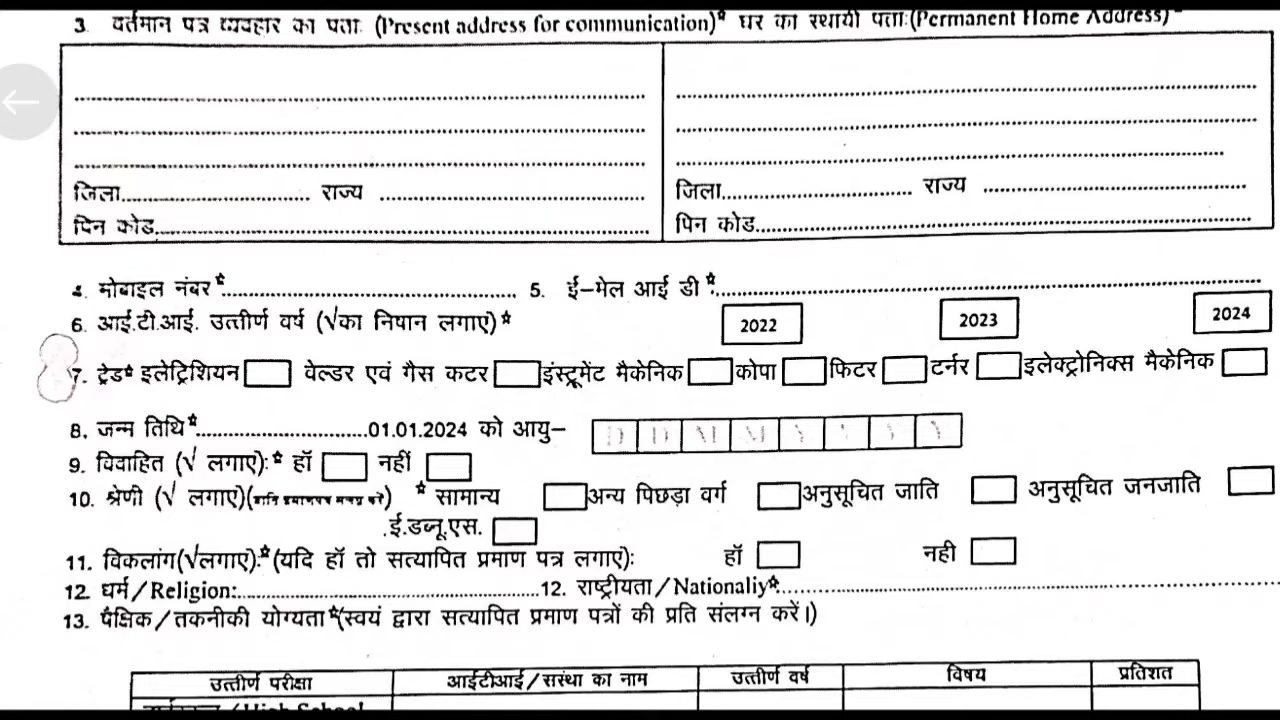 3. वर्तमान पत्र व्यवहार का पताः (Present address for communication)* घर का स्थायी पताः(Permanent Home Address)
जिला.................... राज्य ....................
पिन कोड....................
जिला.................... राज्य ....................
पिन कोड....................
4. मोबाइल नंबर*.................... 5. ई–मेल आई डी*....................
6. आई.टी.आई. उत्तीर्ण वर्ष (√का निषान लगाए)* 2022 2023 2024
7. ट्रेड* इलेट्रिशियन वेल्डर एवं गैस कटर इंस्ट्रूमेंट मैकेनिक कोपा फिटर टर्नर इलेक्ट्रोनिक्स मैकेनिक
8. जन्म तिथि*....................01.01.2024 को आयु– D D M M Y Y Y Y
9. विवाहित (√ लगाए):* हॉ नहीं
10. श्रेणी (√ लगाए) * सामान्य अन्य पिछड़ा वर्ग अनुसूचित जाति अनुसूचित जनजाति
.ई.डब्लू.एस.
11. विकलांग(√लगाए):*(यदि हॉ तो सत्यापित प्रमाण पत्र लगाए): हॉ नही
12. धर्म/Religion:....................12. राष्ट्रीयता/Nationaliy*....................
13. षैक्षिक/तकनीकी योग्यता*(स्वयं द्वारा सत्यापित प्रमाण पत्रों की प्रति संलग्न करें।)
उत्तीर्ण परीक्षा आईटीआई/संस्था का नाम उत्तीर्ण वर्ष विषय प्रतिशत